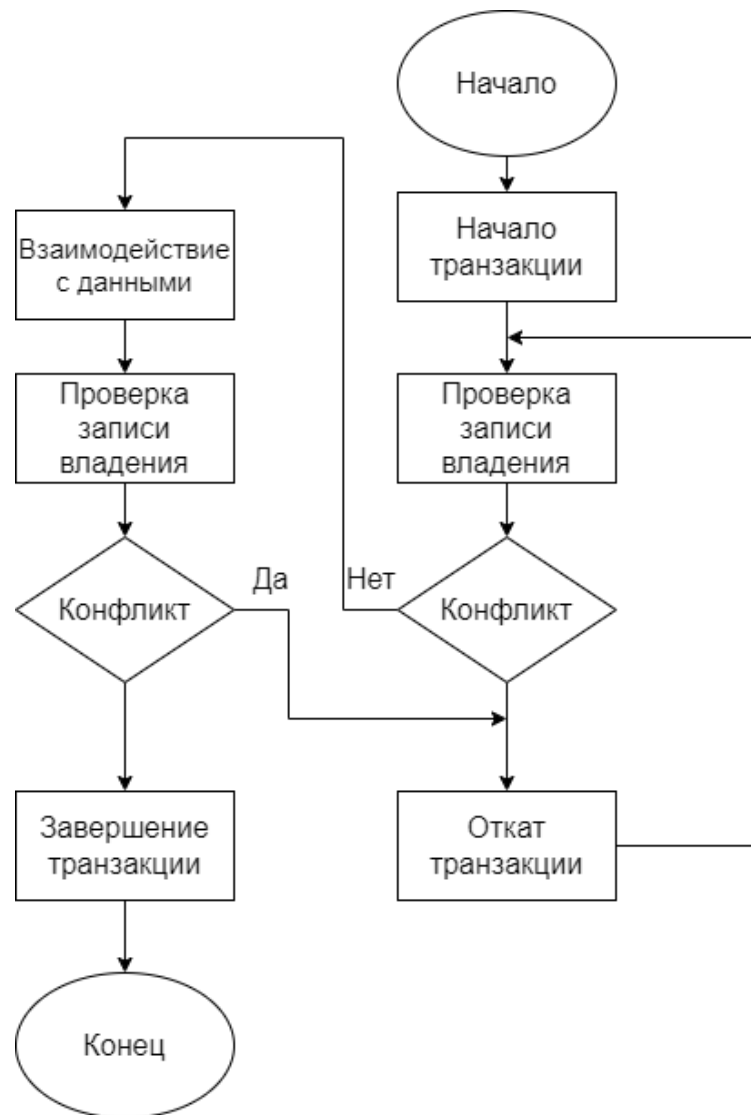 Начало
Начало
транзакции
Проверка
записи
владения
Конфликт
Нет
Взаимодействие
с данными
Проверка
записи
владения
Конфликт
Да
Откат
транзакции
Завершение
транзакции
Конец